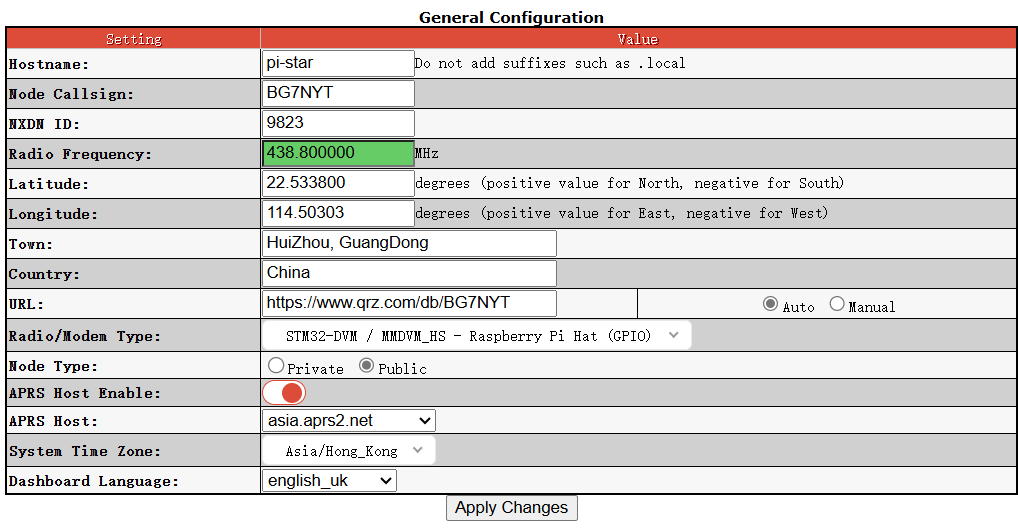 General Configuration
Setting Value
Hostname: pi-star Do not add suffixes such as .local
Node Callsign: BG7NYT
NXDN ID: 9823
Radio Frequency: 438.800000 MHz
Latitude: 22.533800 degrees (positive value for North, negative for South)
Longitude: 114.50303 degrees (positive value for East, negative for West)
Town: HuiZhou, GuangDong
Country: China
URL: https://www.qrz.com/db/BG7NYT Auto Manual
Radio/Modem Type: STM32-DVM / MMDVM_HS - Raspberry Pi Hat (GPIO)
Node Type: Private Public
APRS Host Enable:
APRS Host: asia.aprs2.net
System Time Zone: Asia/Hong_Kong
Dashboard Language: english_uk
Apply Changes